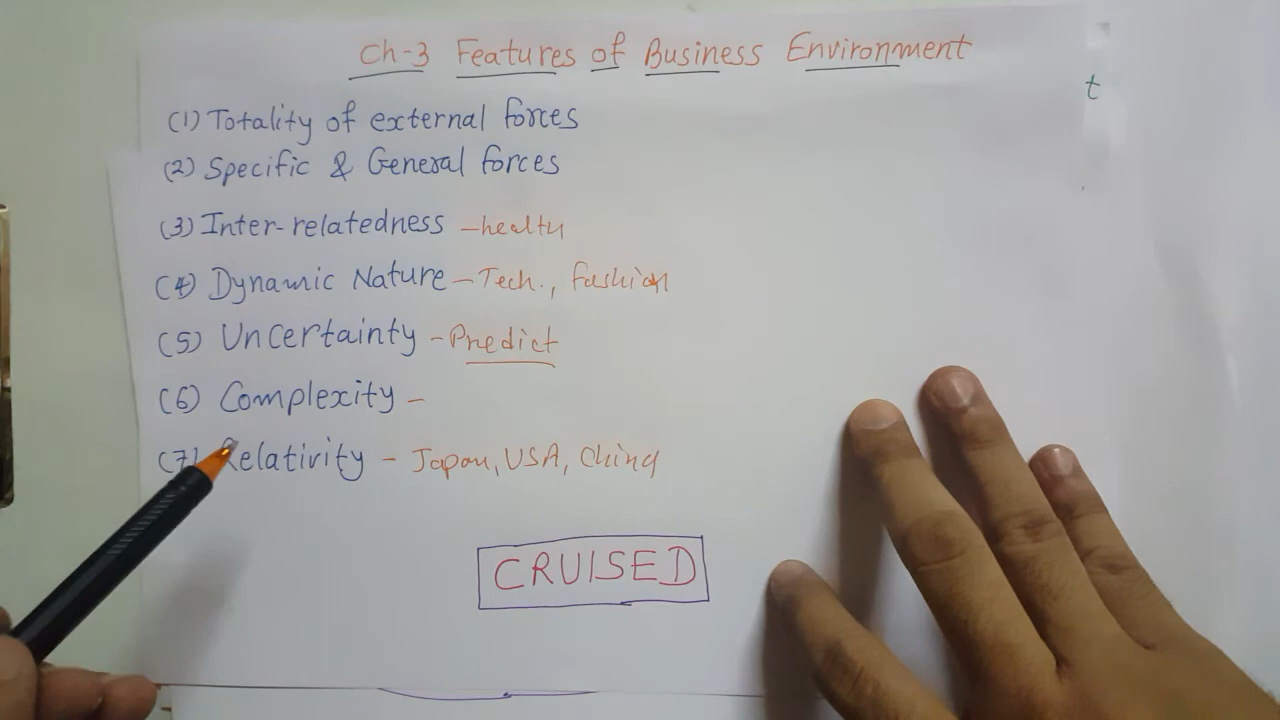 Ch-3 Features of Business Environment
t
(1) Totality of external forces
(2) Specific & General forces
(3) Inter-relatedness - health
(4) Dynamic Nature - Tech., fashion
(5) Uncertainty - Predict
(6) Complexity -
(7) Relativity - Japan, USA, China
CRUISED